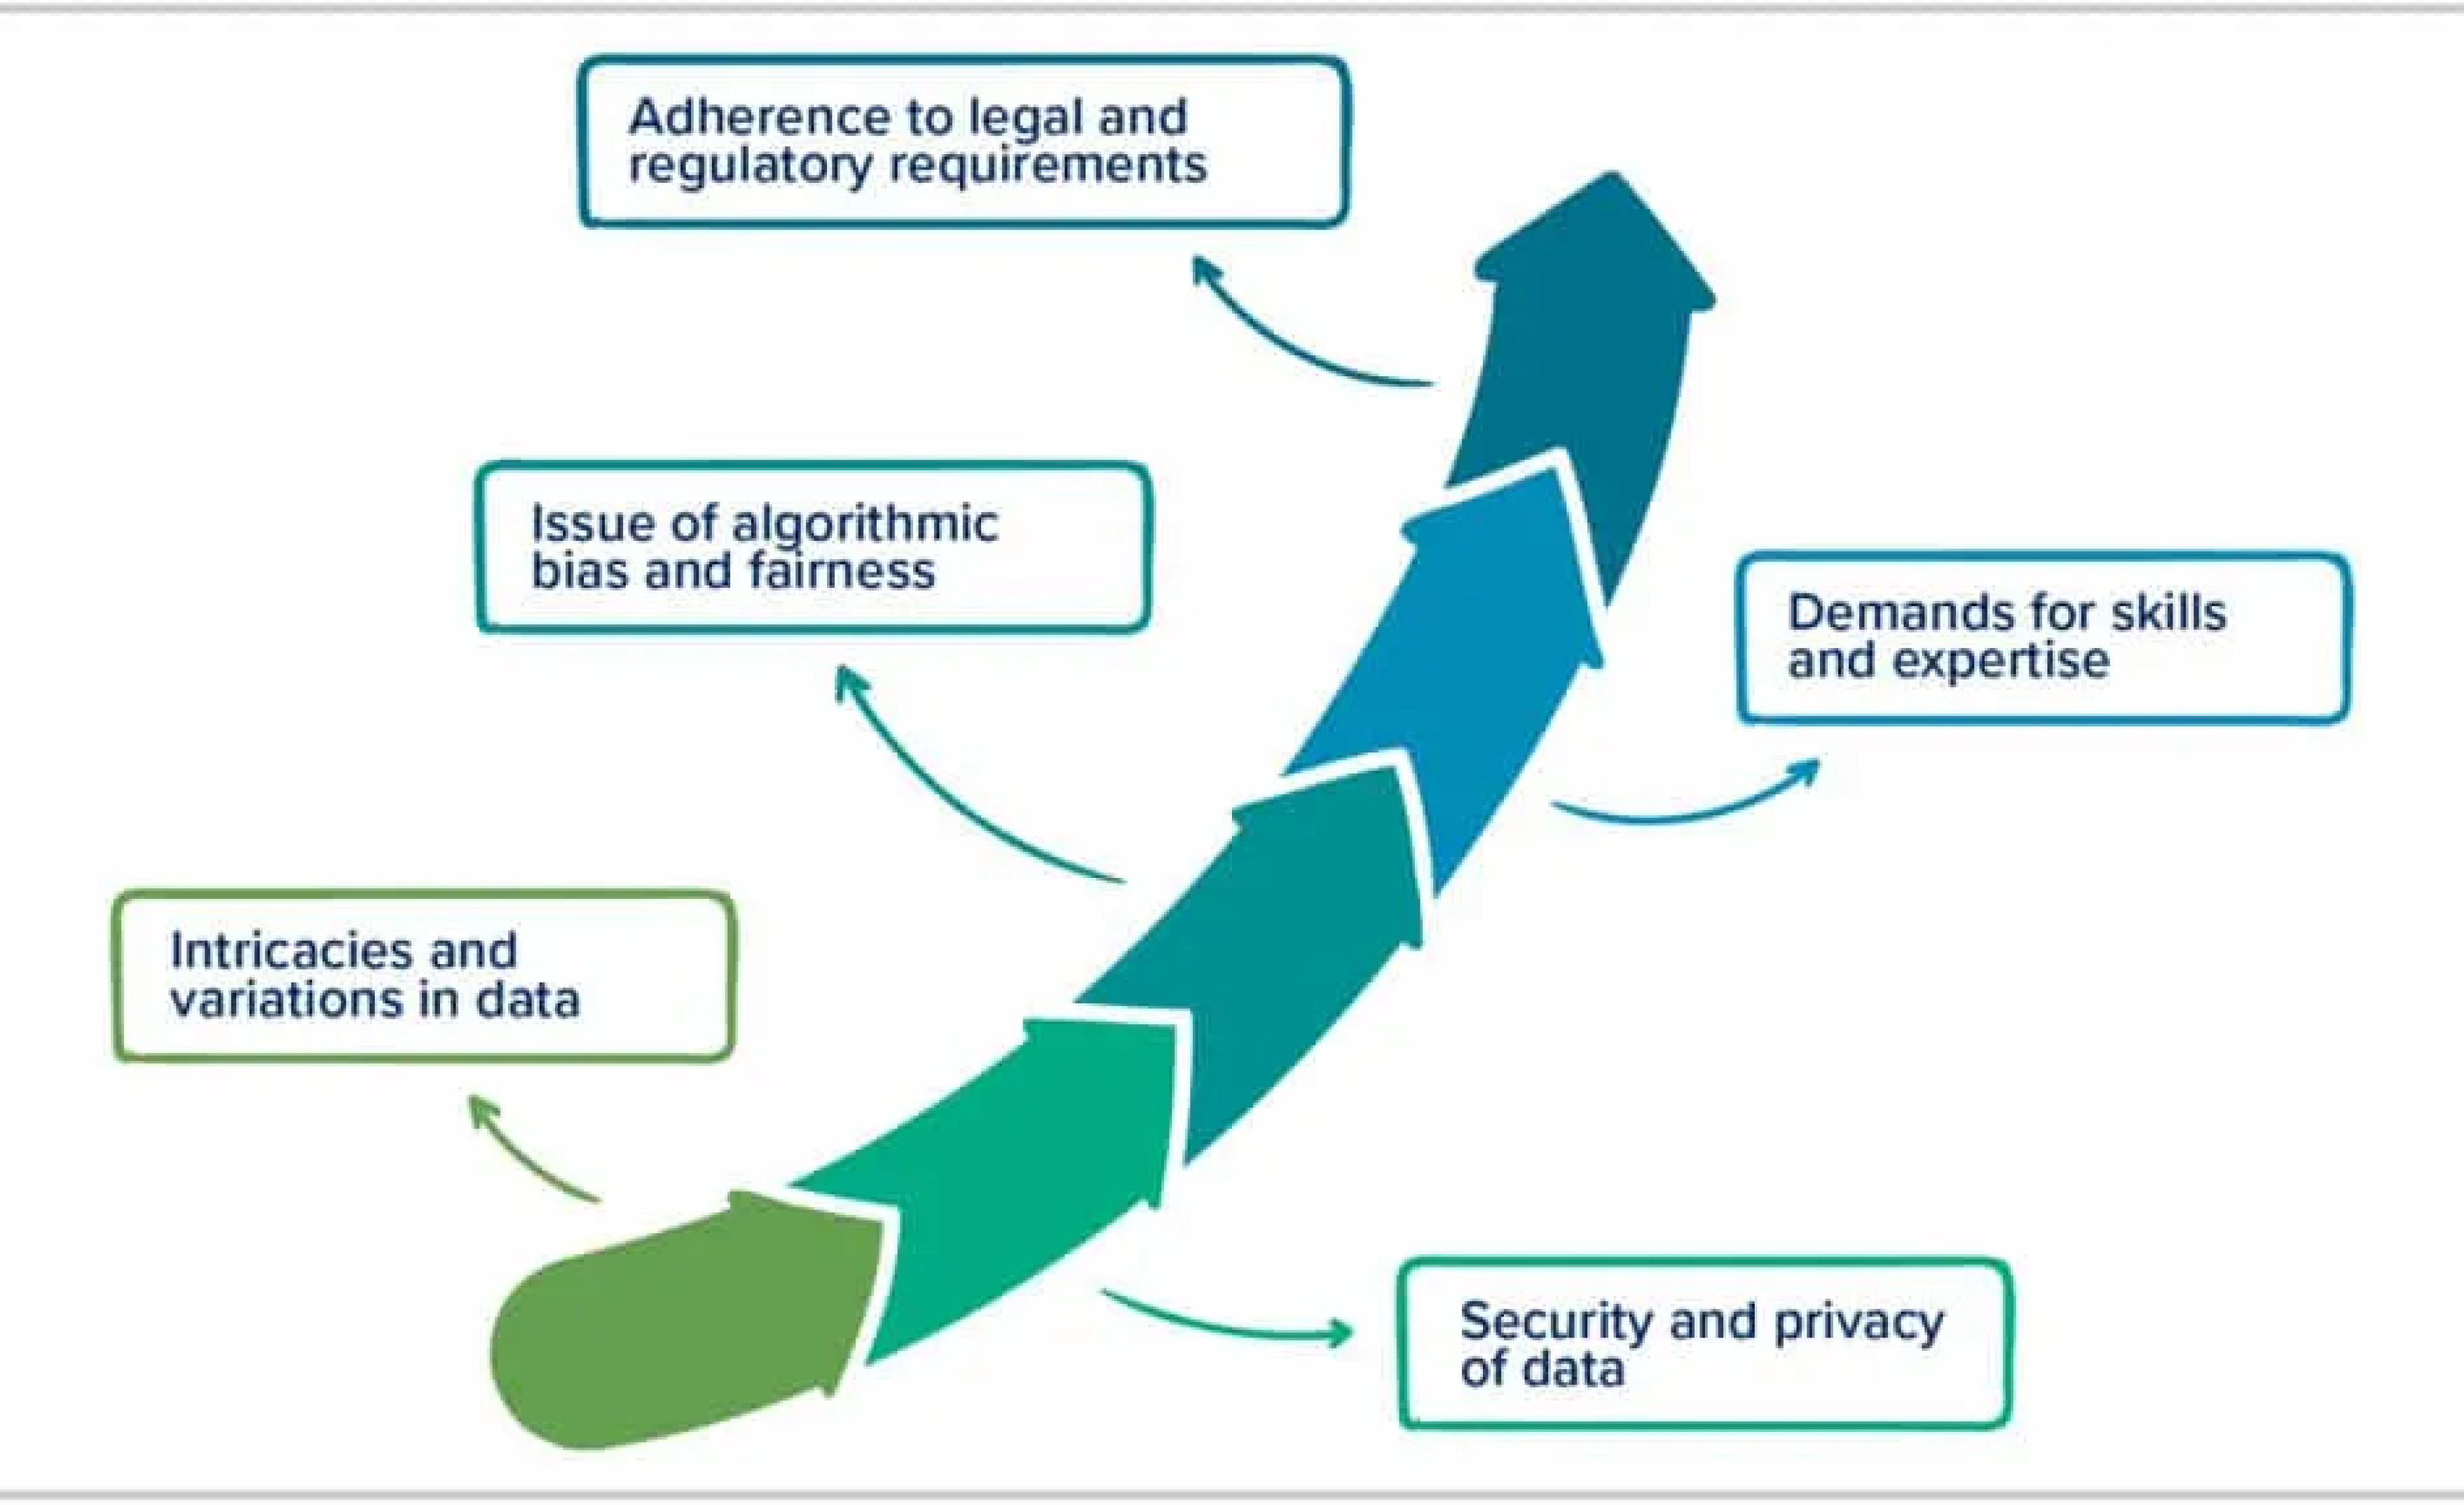 Adherence to legal and
regulatory requirements
Issue of algorithmic
bias and fairness
Demands for skills
and expertise
Intricacies and
variations in data
Security and privacy
of data